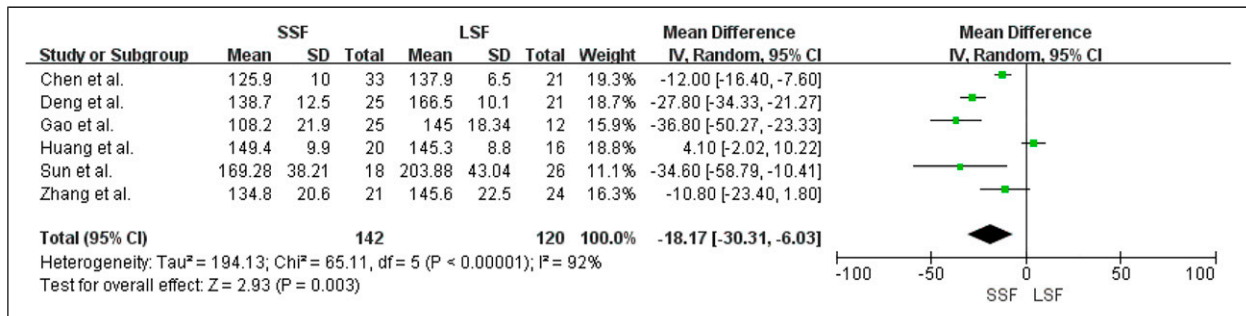 SSF LSF Mean Difference Mean Difference
Study or Subgroup Mean SD Total Mean SD Total Weight IV, Random, 95% CI IV, Random, 95% CI
Chen et al. 125.9 10 33 137.9 6.5 21 19.3% -12.00 [-16.40, -7.60]
Deng et al. 138.7 12.5 25 166.5 10.1 21 18.7% -27.80 [-34.33, -21.27]
Gao et al. 108.2 21.9 25 145 18.34 12 15.9% -36.80 [-50.27, -23.33]
Huang et al. 149.4 9.9 20 145.3 8.8 16 18.8% 4.10 [-2.02, 10.22]
Sun et al. 169.28 38.21 18 203.88 43.04 26 11.1% -34.60 [-58.79, -10.41]
Zhang et al. 134.8 20.6 21 145.6 22.5 24 16.3% -10.80 [-23.40, 1.80]
Total (95% CI) 142 120 100.0% -18.17 [-30.31, -6.03]
Heterogeneity: Tau² = 194.13; Chi² = 65.11, df = 5 (P < 0.00001); I² = 92%
Test for overall effect: Z = 2.93 (P = 0.003)
-100 -50 0 50 100
SSF LSF